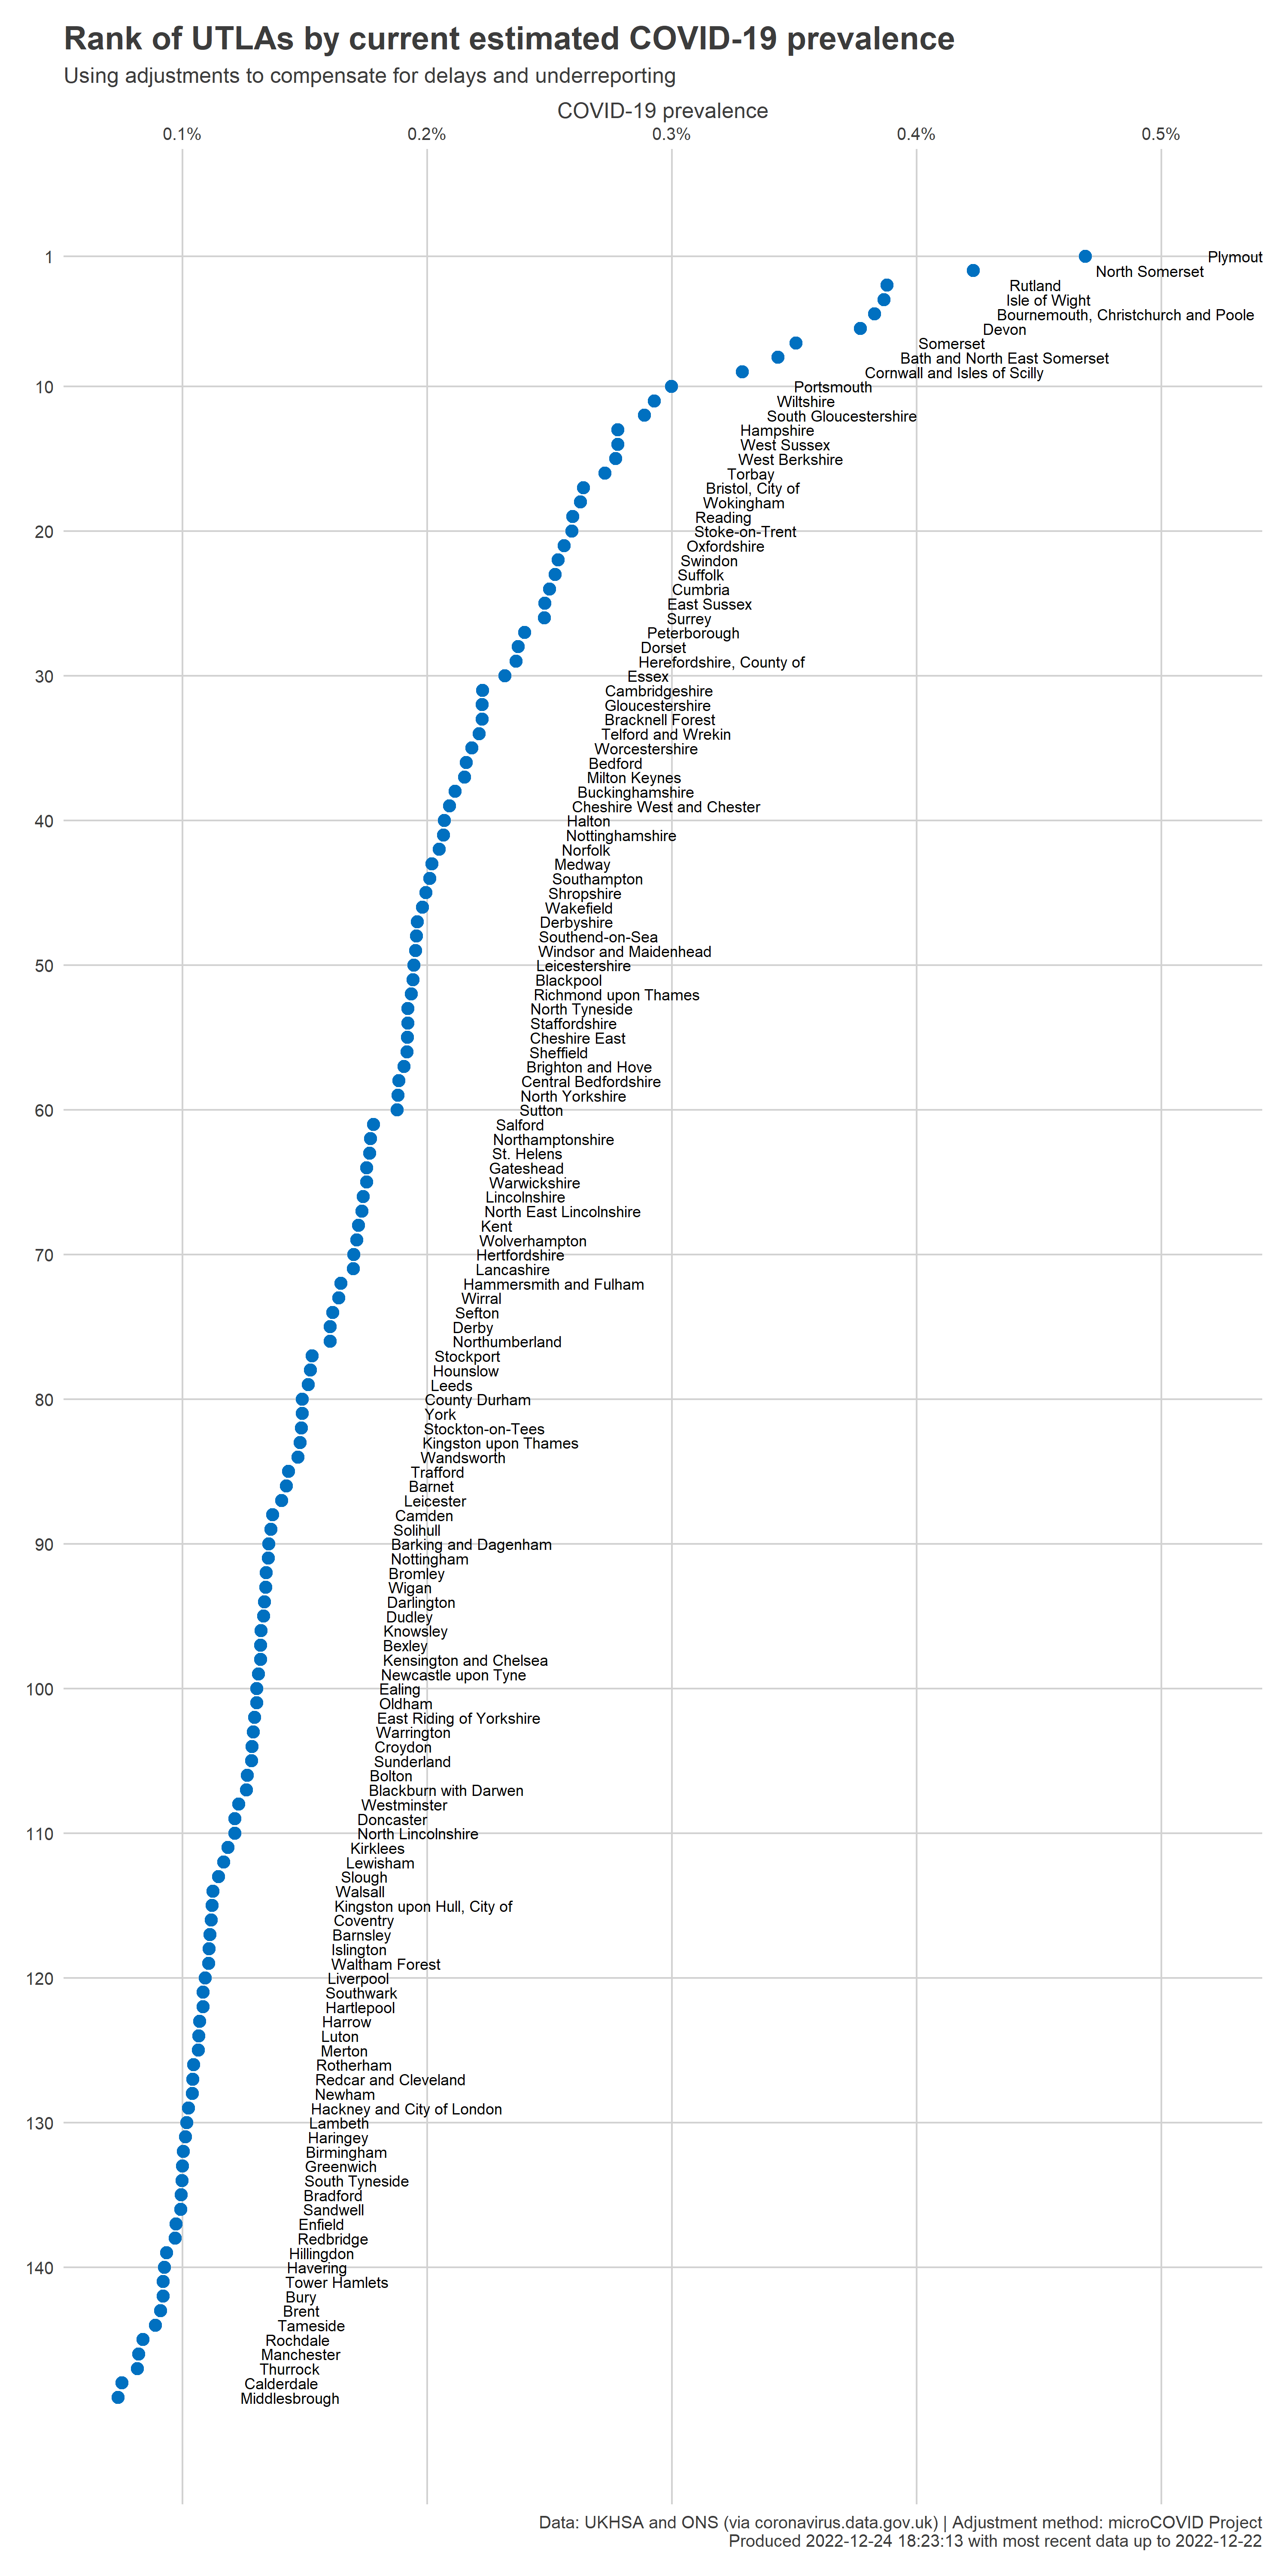 Rank of UTLAs by current estimated COVID-19 prevalence
Using adjustments to compensate for delays and underreporting
COVID-19 prevalence
0.1% 0.2% 0.3% 0.4% 0.5%
1 Plymout
North Somerset
Rutland
Isle of Wight
Bournemouth, Christchurch and Poole
Devon
Somerset
Bath and North East Somerset
Cornwall and Isles of Scilly
10 Portsmouth
Wiltshire
South Gloucestershire
Hampshire
West Sussex
West Berkshire
Torbay
Bristol, City of
Wokingham
Reading
20 Stoke-on-Trent
Oxfordshire
Swindon
Suffolk
Cumbria
East Sussex
Surrey
Peterborough
Dorset
Herefordshire, County of
30 Essex
Cambridgeshire
Gloucestershire
Bracknell Forest
Telford and Wrekin
Worcestershire
Bedford
Milton Keynes
Buckinghamshire
Cheshire West and Chester
40 Halton
Nottinghamshire
Norfolk
Medway
Southampton
Shropshire
Wakefield
Derbyshire
Southend-on-Sea
Windsor and Maidenhead
50 Leicestershire
Blackpool
Richmond upon Thames
North Tyneside
Staffordshire
Cheshire East
Sheffield
Brighton and Hove
Central Bedfordshire
North Yorkshire
60 Sutton
Salford
Northamptonshire
St. Helens
Gateshead
Warwickshire
Lincolnshire
North East Lincolnshire
Kent
Wolverhampton
70 Hertfordshire
Lancashire
Hammersmith and Fulham
Wirral
Sefton
Derby
Northumberland
Stockport
Hounslow
Leeds
80 County Durham
York
Stockton-on-Tees
Kingston upon Thames
Wandsworth
Trafford
Barnet
Leicester
Camden
Solihull
90 Barking and Dagenham
Nottingham
Bromley
Wigan
Darlington
Dudley
Knowsley
Bexley
Kensington and Chelsea
Newcastle upon Tyne
100 Ealing
Oldham
East Riding of Yorkshire
Warrington
Croydon
Sunderland
Bolton
Blackburn with Darwen
Westminster
Doncaster
110 North Lincolnshire
Kirklees
Lewisham
Slough
Walsall
Kingston upon Hull, City of
Coventry
Barnsley
Islington
Waltham Forest
120 Liverpool
Southwark
Hartlepool
Harrow
Luton
Merton
Rotherham
Redcar and Cleveland
Newham
Hackney and City of London
130 Lambeth
Haringey
Birmingham
Greenwich
South Tyneside
Bradford
Sandwell
Enfield
Redbridge
Hillingdon
140 Havering
Tower Hamlets
Bury
Brent
Tameside
Rochdale
Manchester
Thurrock
Calderdale
Middlesbrough
Data: UKHSA and ONS (via coronavirus.data.gov.uk) | Adjustment method: microCOVID Project
Produced 2022-12-24 18:23:13 with most recent data up to 2022-12-22